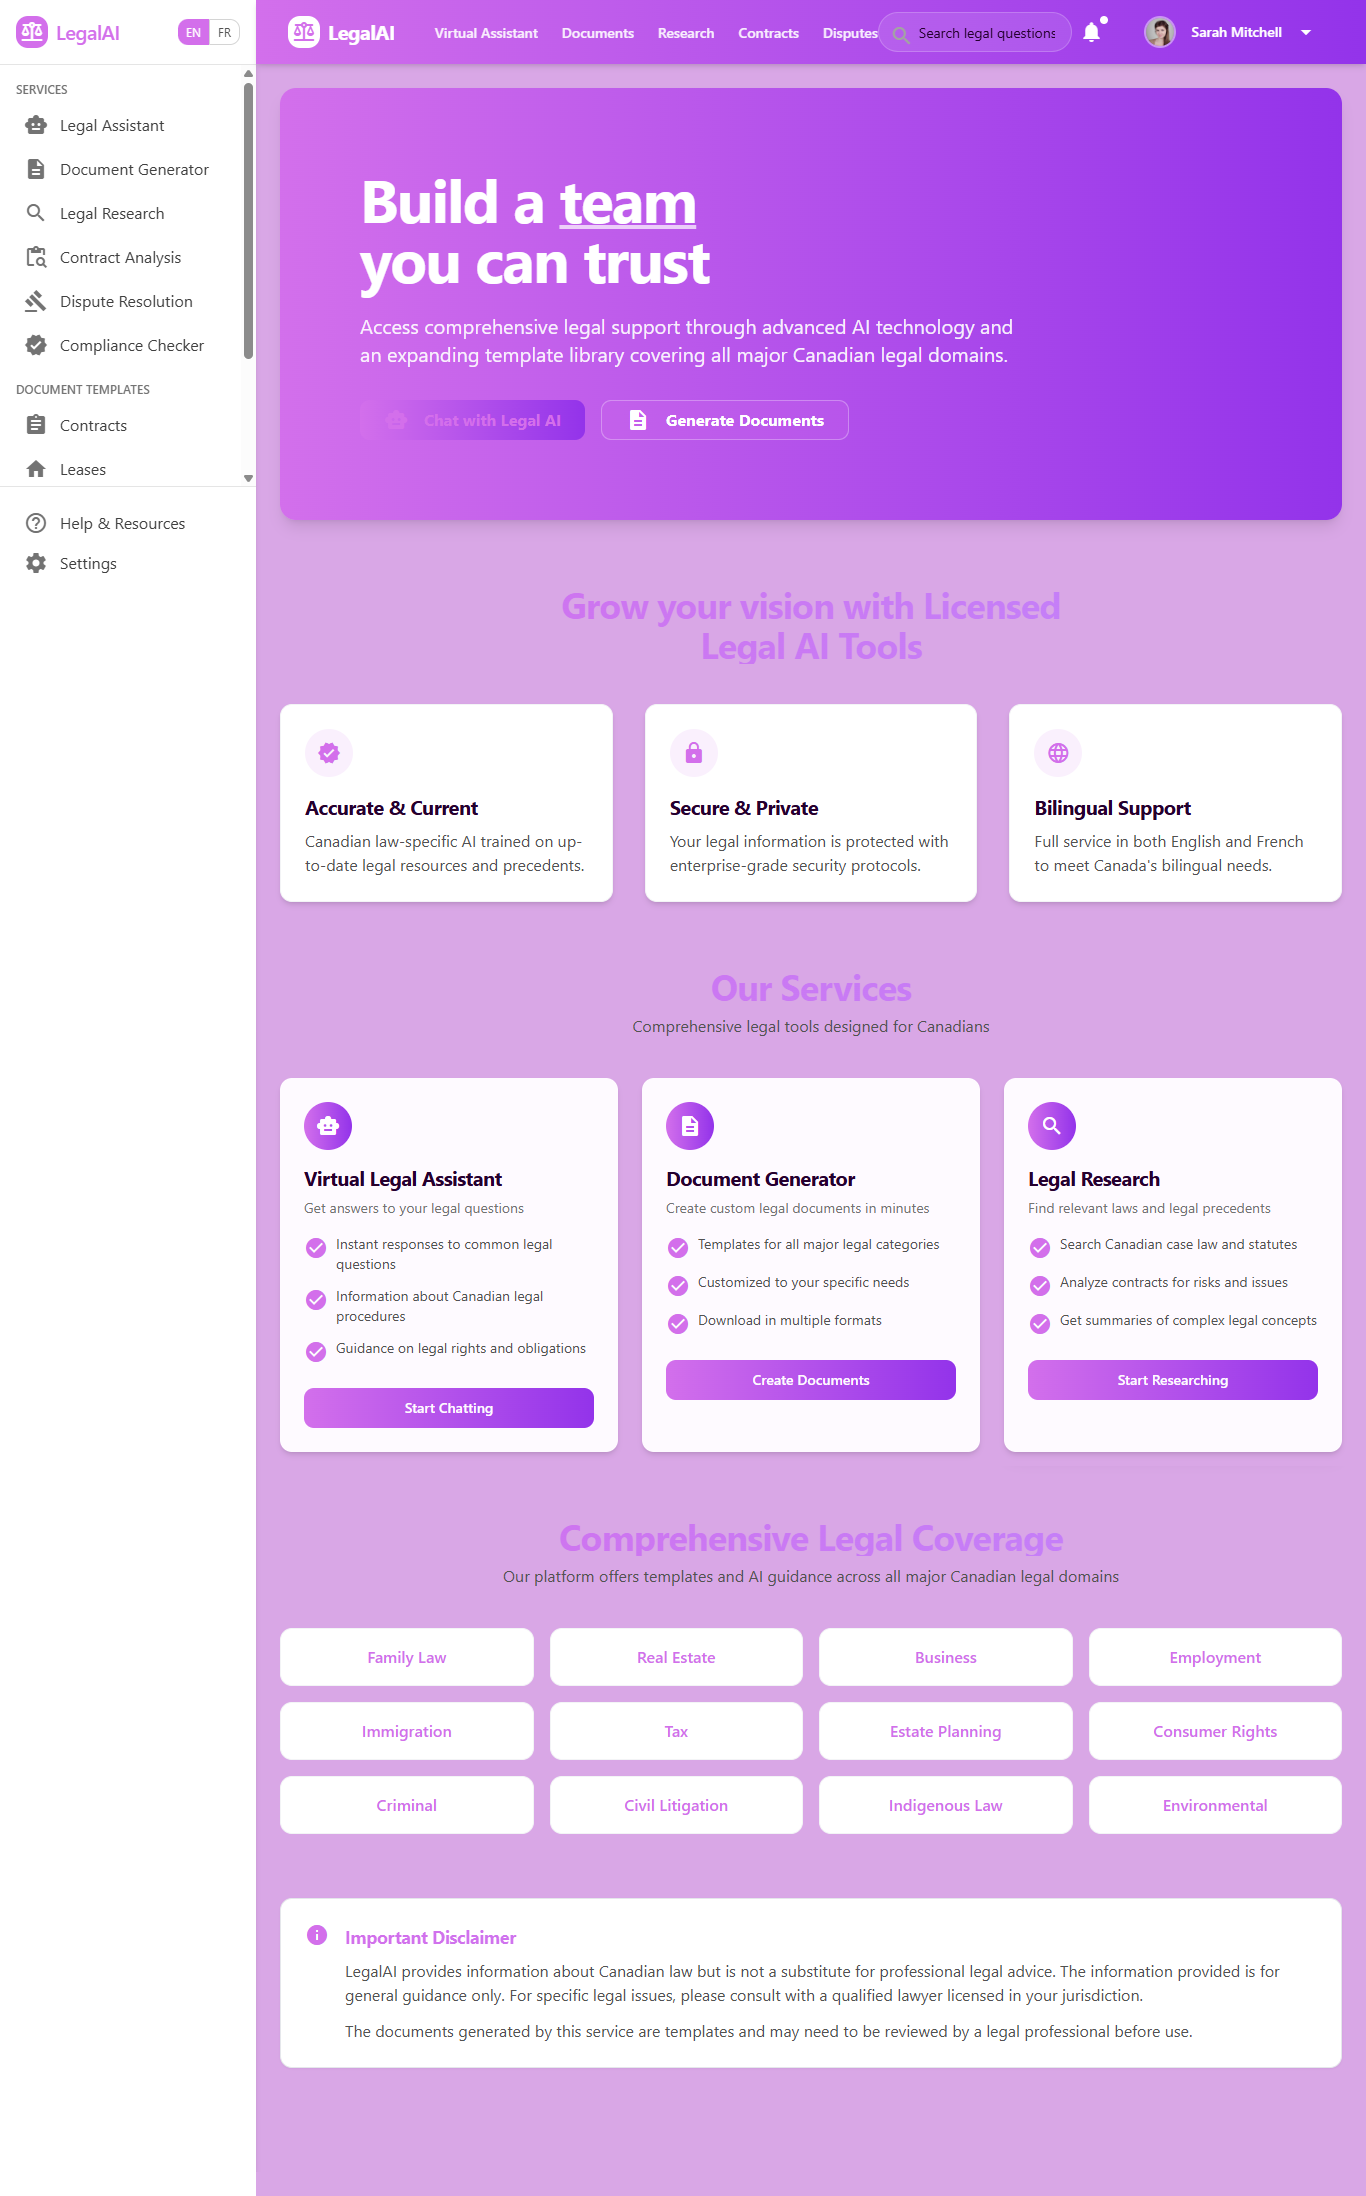 LegalAI
EN FR
SERVICES
Legal Assistant
Document Generator
Legal Research
Contract Analysis
Dispute Resolution
Compliance Checker
DOCUMENT TEMPLATES
Contracts
Leases
Help & Resources
Settings
LegalAI Virtual Assistant Documents Research Contracts Disputes Search legal questions Sarah Mitchell
Build a team
you can trust
Access comprehensive legal support through advanced AI technology and
an expanding template library covering all major Canadian legal domains.
Chat with Legal AI Generate Documents
Grow your vision with Licensed
Legal AI Tools
Accurate & Current
Canadian law-specific AI trained on up-
to-date legal resources and precedents.
Secure & Private
Your legal information is protected with
enterprise-grade security protocols.
Bilingual Support
Full service in both English and French
to meet Canada's bilingual needs.
Our Services
Comprehensive legal tools designed for Canadians
Virtual Legal Assistant
Get answers to your legal questions
Instant responses to common legal
questions
Information about Canadian legal
procedures
Guidance on legal rights and obligations
Start Chatting
Document Generator
Create custom legal documents in minutes
Templates for all major legal categories
Customized to your specific needs
Download in multiple formats
Create Documents
Legal Research
Find relevant laws and legal precedents
Search Canadian case law and statutes
Analyze contracts for risks and issues
Get summaries of complex legal concepts
Start Researching
Comprehensive Legal Coverage
Our platform offers templates and AI guidance across all major Canadian legal domains
Family Law Real Estate Business Employment
Immigration Tax Estate Planning Consumer Rights
Criminal Civil Litigation Indigenous Law Environmental
Important Disclaimer
LegalAI provides information about Canadian law but is not a substitute for professional legal advice. The information provided is for
general guidance only. For specific legal issues, please consult with a qualified lawyer licensed in your jurisdiction.
The documents generated by this service are templates and may need to be reviewed by a legal professional before use.